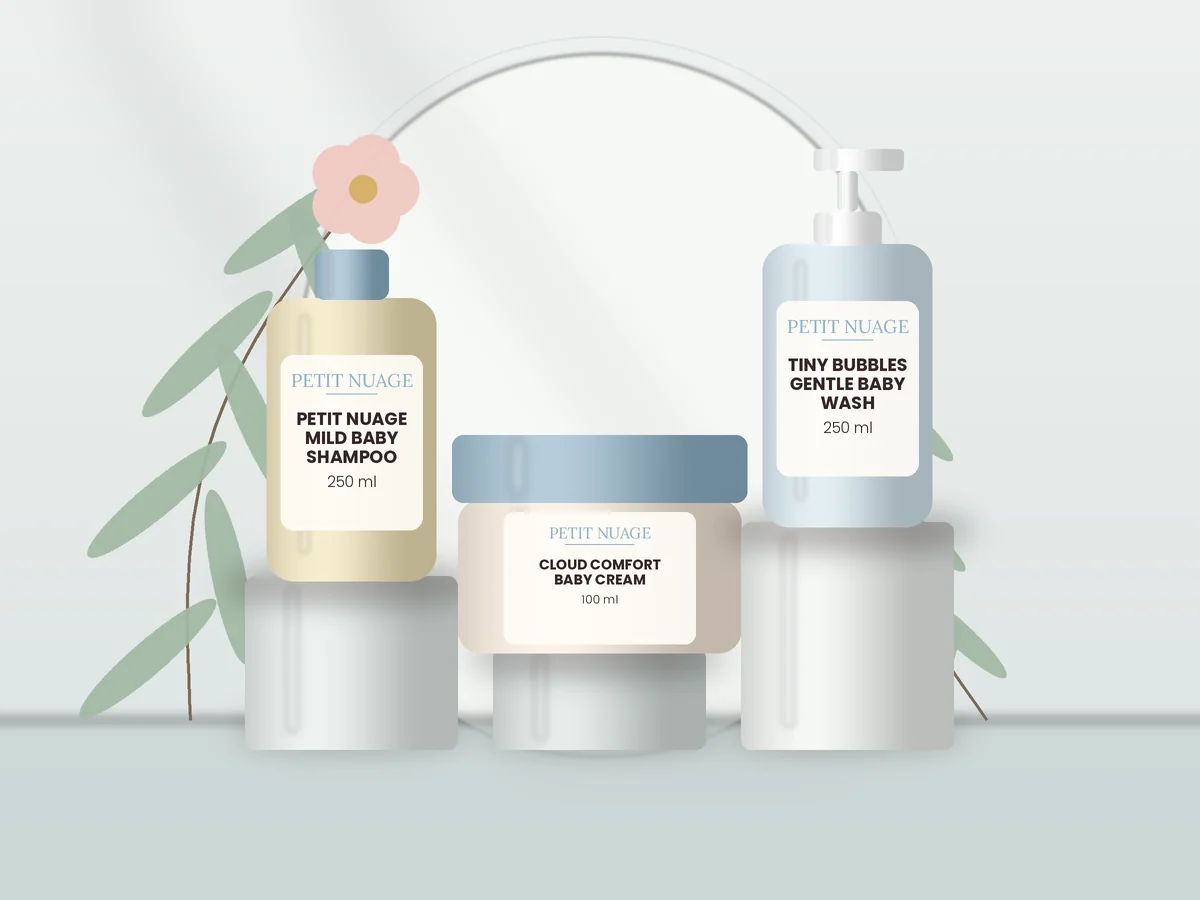 PETIT NUAGE
PETIT NUAGE
MILD BABY
SHAMPOO
250 ml
PETIT NUAGE
CLOUD COMFORT
BABY CREAM
100 ml
PETIT NUAGE
TINY BUBBLES
GENTLE BABY
WASH
250 ml